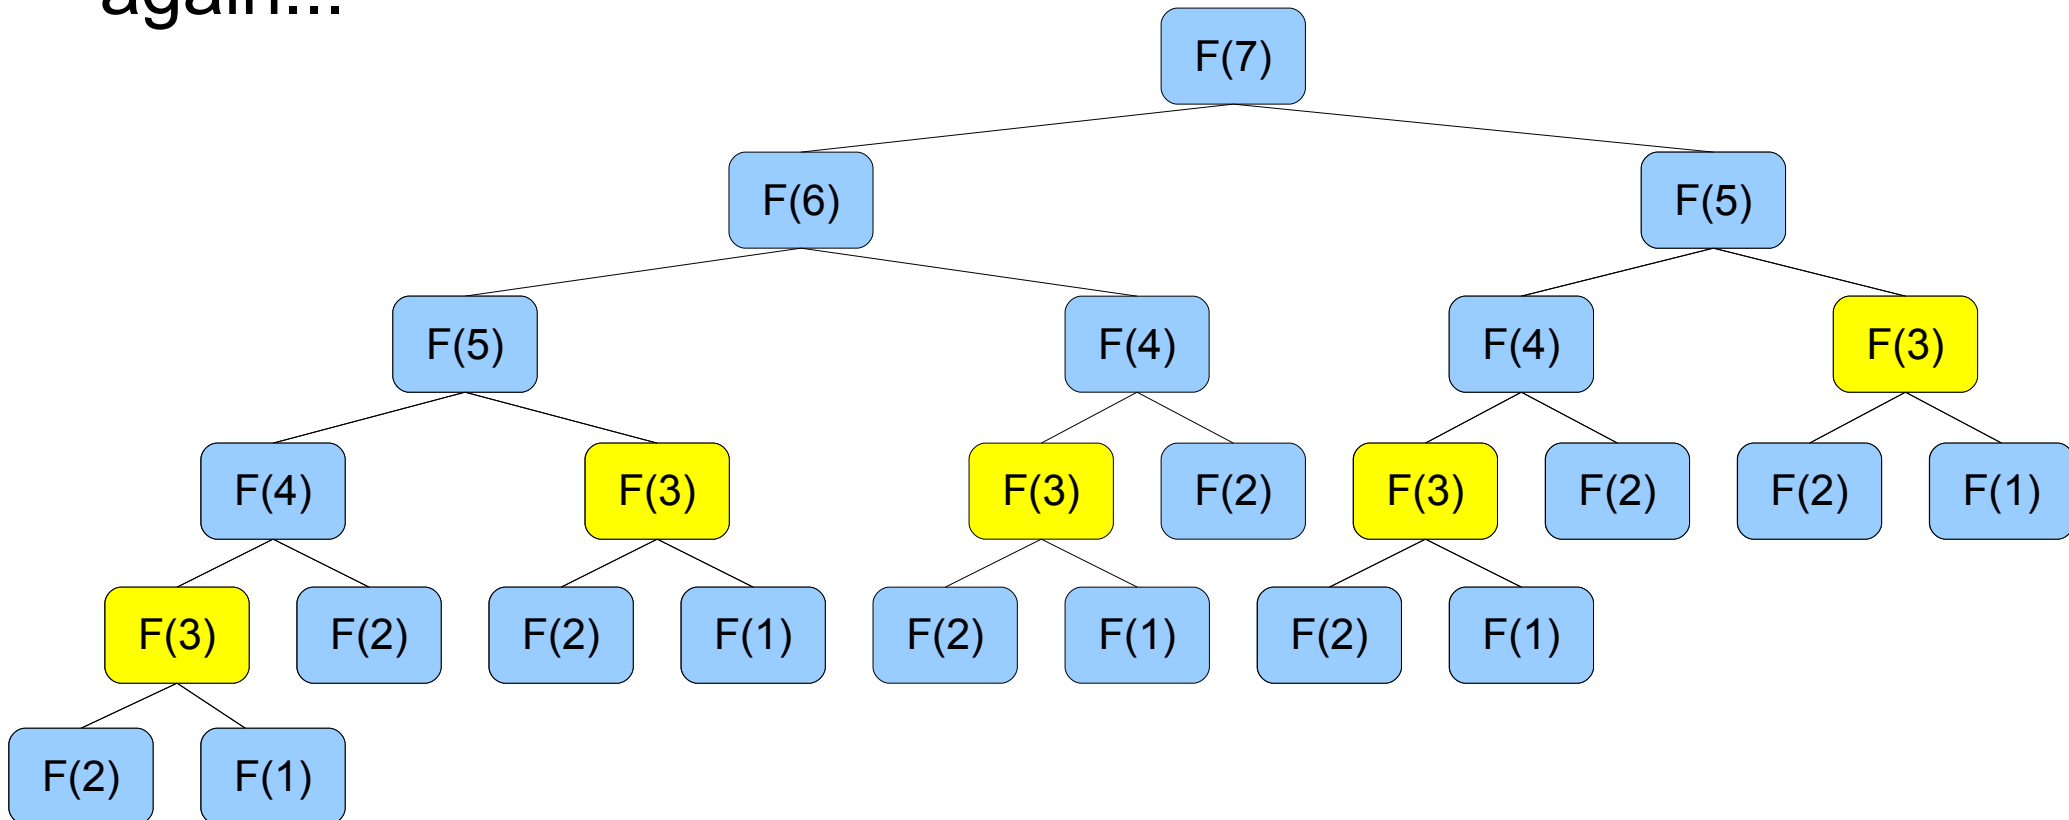 again...
F(7)
F(6) F(5)
F(5) F(4) F(4) F(3)
F(4) F(3) F(3) F(2) F(3) F(2) F(2) F(1)
F(3) F(2) F(2) F(1) F(2) F(1) F(2) F(1)
F(2) F(1)